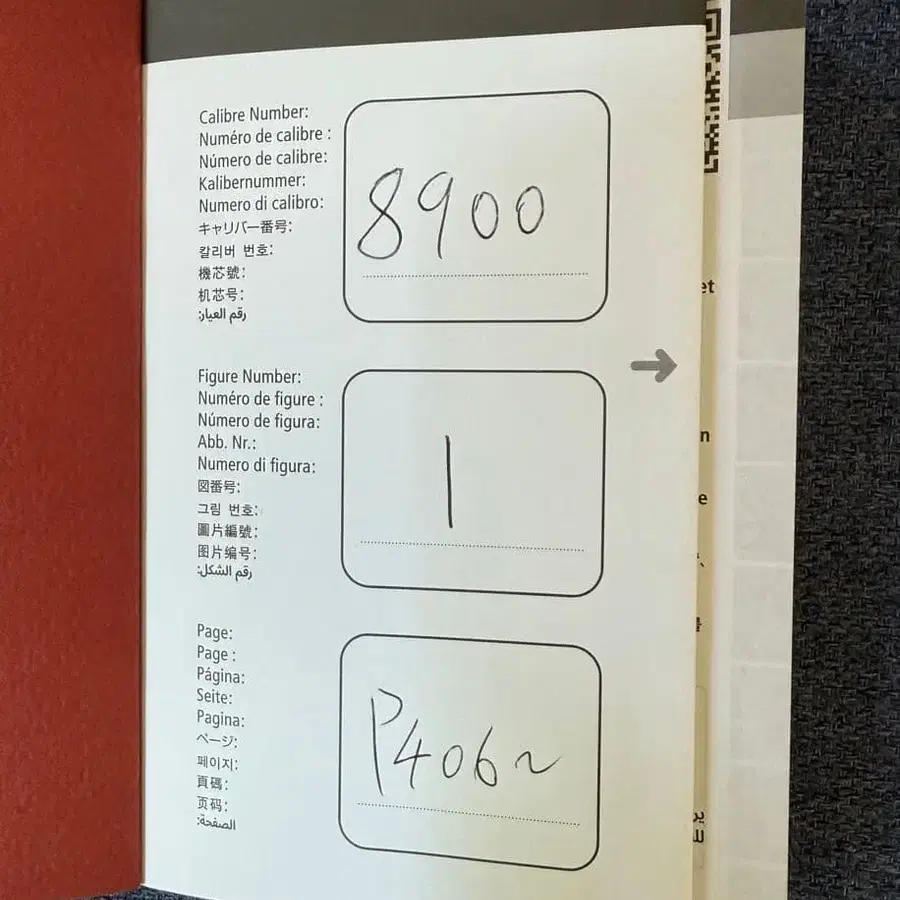 Calibre Number:
Numéro de calibre :
Número de calibre:
Kalibernummer:
Numero di calibro:
キャリバー番号:
칼리버 번호:
機芯號:
机芯号:
رقم العيار:
8900
Figure Number:
Numéro de figure :
Número de figura:
Abb. Nr.:
Numero di figura:
図番号:
그림 번호:
圖片編號:
图片编号:
رقم الشكل:
1
Page:
Page :
Página:
Seite:
Pagina:
ページ:
페이지:
頁碼:
页码:
الصفحة:
P406~
et
n
e